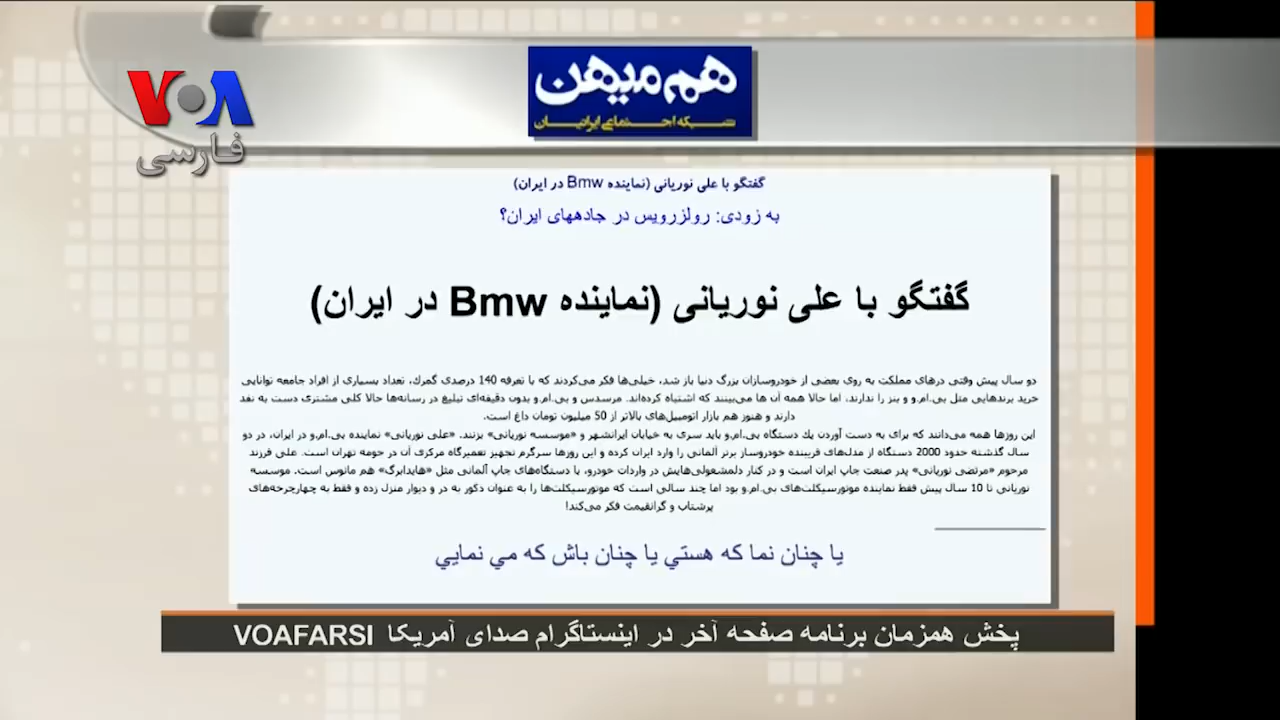 VOA
فارسی
هم میهن
شبکه اجتماعی ایرانیان
گفتگو با علی نوریانی (نماینده Bmw در ایران)
به زودی: رولزرویس در جادههای ایران؟
گفتگو با علی نوریانی (نماینده Bmw در ایران)
دو سال پیش وقتی درهای مملکت به روی بعضی از خودروسازان بزرگ دنیا باز شد، خیلی‌ها فکر می‌کردند که با تعرفه 140 درصدی گمرك، تعداد بسیاری از افراد جامعه توانایی
خرید برندهایی مثل بی.ام.و و بنز را ندارند، اما حالا همه آن ها می‌بینند که اشتباه کرده‌اند. مرسدس و بی.ام.و بدون دقیقه‌ای تبلیغ در رسانه‌ها حالا کلی مشتری دست به نقد
دارند و هنوز هم بازار اتومبیل‌های بالاتر از 50 میلیون تومان داغ است.
این روزها همه می‌دانند که برای به دست آوردن یك دستگاه بی.ام.و باید سری به خیابان ایرانشهر و «موسسه نوریانی» بزنند. «علی نوریانی» نماینده بی.ام.و در ایران، در دو
سال گذشته حدود 2000 دستگاه از مدل‌های فریبنده خودروساز برتر آلمانی را وارد ایران کرده و این روزها سرگرم تجهیز تعمیرگاه مرکزی آن در حومه تهران است. علی فرزند
مرحوم «مرتضی نوریانی» پدر صنعت چاپ ایران است و در کنار دلمشغولی‌هایش در واردات خودرو، با دستگاه‌های چاپ آلمانی مثل «هایدلبرگ» هم مانوس است. موسسه
نوریانی تا 10 سال پیش فقط نماینده موتورسیکلت‌های بی.ام.و بود اما چند سالی است که موتورسیکلت‌ها را به عنوان دکور به در و دیوار منزل زده و فقط به چهارچرخه‌های
پرشتاب و گرانقیمت فکر می‌کند!
یا چنان نما که هستي یا چنان باش که مي نمايي
پخش همزمان برنامه صفحه آخر در اینستاگرام صدای آمریکا VOAFARSI